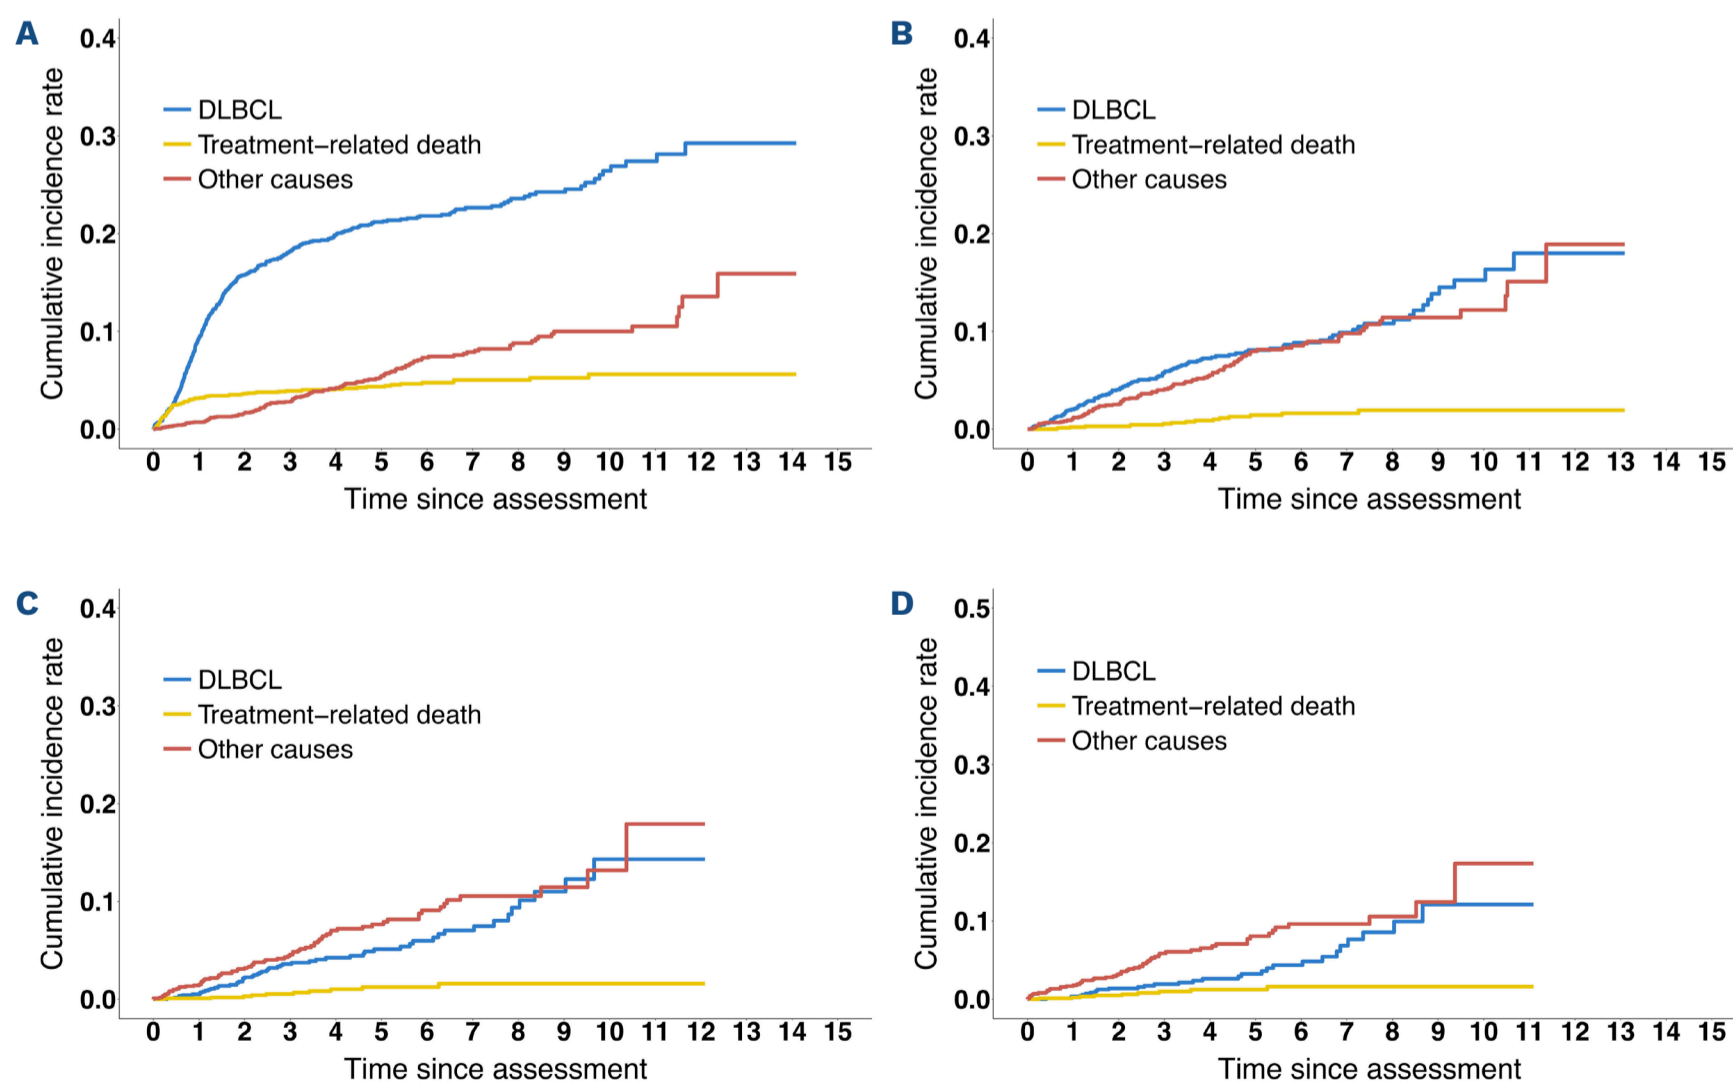 A
Cumulative incidence rate
0.4
0.3
0.2
0.1
0.0
DLBCL
Treatment–related death
Other causes
0 1 2 3 4 5 6 7 8 9 10 11 12 13 14 15
Time since assessment
B
Cumulative incidence rate
0.4
0.3
0.2
0.1
0.0
DLBCL
Treatment–related death
Other causes
0 1 2 3 4 5 6 7 8 9 10 11 12 13 14 15
Time since assessment
C
Cumulative incidence rate
0.4
0.3
0.2
0.1
0.0
DLBCL
Treatment–related death
Other causes
0 1 2 3 4 5 6 7 8 9 10 11 12 13 14 15
Time since assessment
D
Cumulative incidence rate
0.5
0.4
0.3
0.2
0.1
0.0
DLBCL
Treatment–related death
Other causes
0 1 2 3 4 5 6 7 8 9 10 11 12 13 14 15
Time since assessment